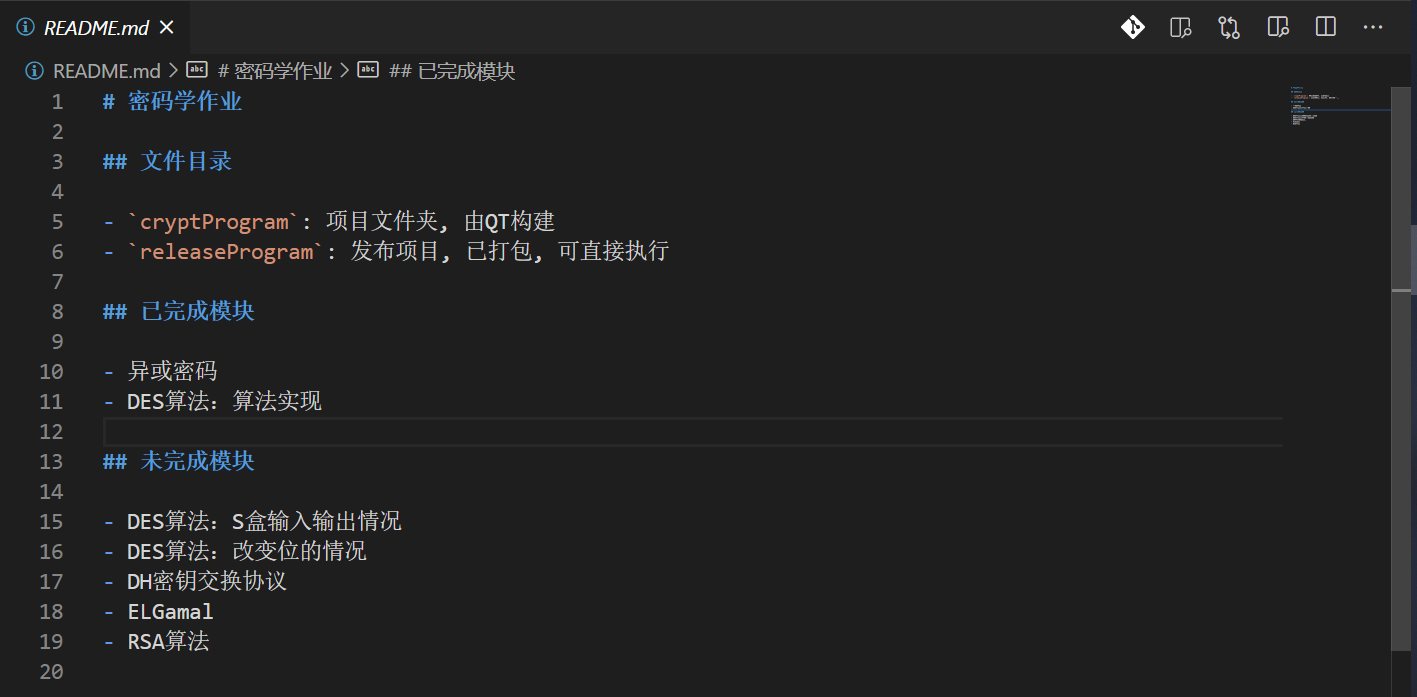 README.md
README.md > # 密码学作业 > ## 已完成模块
1 # 密码学作业
2
3 ## 文件目录
4
5 - `cryptProgram`: 项目文件夹, 由QT构建
6 - `releaseProgram`: 发布项目, 已打包, 可直接执行
7
8 ## 已完成模块
9
10 - 异或密码
11 - DES算法: 算法实现
12
13 ## 未完成模块
14
15 - DES算法: S盒输入输出情况
16 - DES算法: 改变位的情况
17 - DH密钥交换协议
18 - ELGamal
19 - RSA算法
20